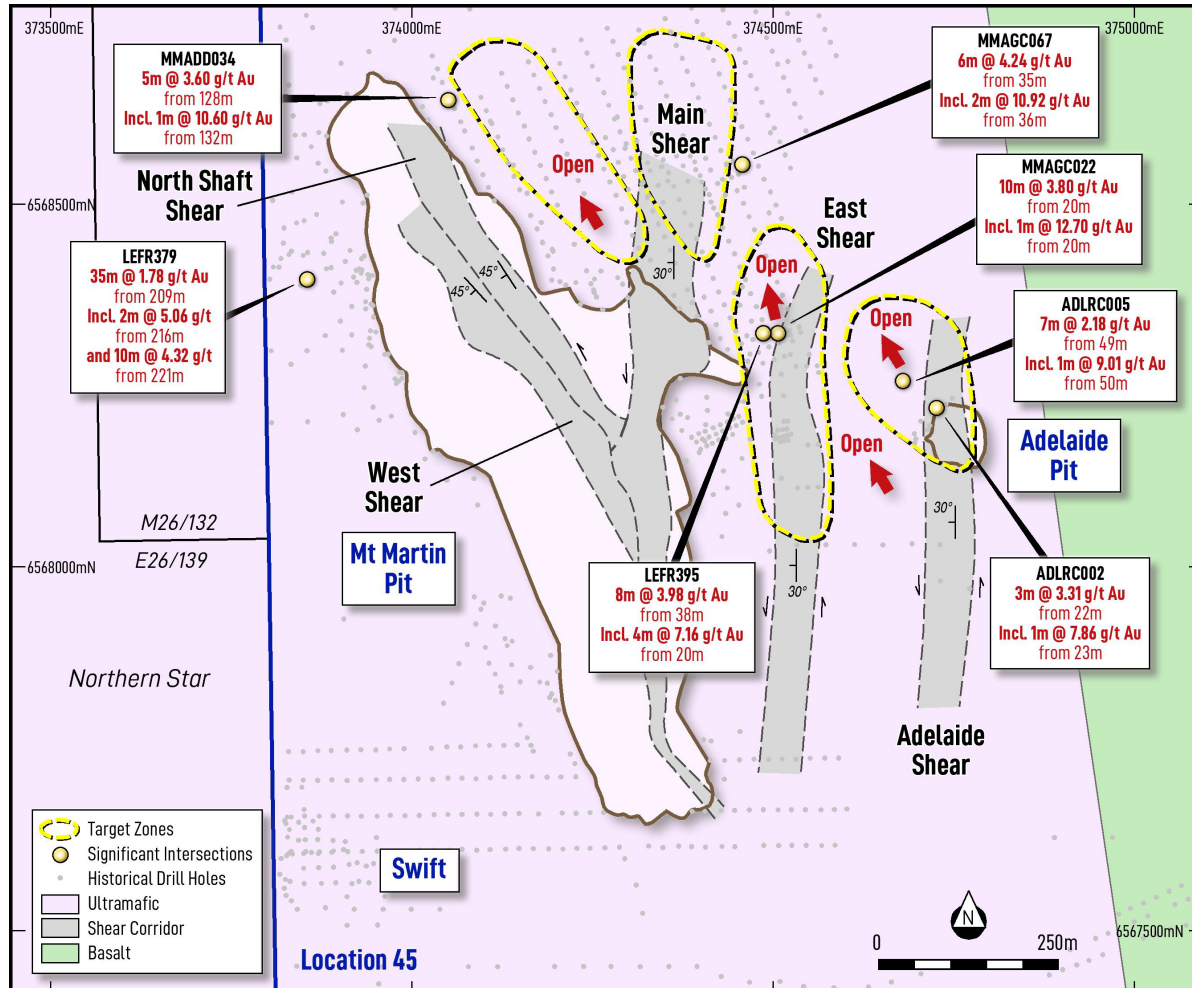 373500mE
374000mE
374500mE
375000mE
MMADD034
5m @ 3.60 g/t Au
from 128m
Incl. 1m @ 10.60 g/t Au
from 132m
MMAGC067
6m @ 4.24 g/t Au
from 35m
Incl. 2m @ 10.92 g/t Au
from 36m
Main
Shear
MMAGC022
10m @ 3.80 g/t Au
from 20m
Incl. 1m @ 12.70 g/t Au
from 20m
Open
North Shaft
Shear
6568500mN
East
Shear
LEFR379
35m @ 1.78 g/t Au
from 209m
Incl. 2m @ 5.06 g/t
from 216m
and 10m @ 4.32 g/t
from 221m
45°
45°
30°
Open
Open
ADLRC005
7m @ 2.18 g/t Au
from 49m
Incl. 1m @ 9.01 g/t Au
from 50m
Open
Adelaide
Pit
West
Shear
M26/132
E26/139
Mt Martin
Pit
30°
6568000mN
LEFR395
8m @ 3.98 g/t Au
from 38m
Incl. 4m @ 7.16 g/t Au
from 20m
30°
ADLRC002
3m @ 3.31 g/t Au
from 22m
Incl. 1m @ 7.86 g/t Au
from 23m
Northern Star
Adelaide
Shear
Target Zones
Significant Intersections
Historical Drill Holes
Ultramafic
Shear Corridor
Basalt
Swift
Location 45
N
0
250m
6567500mN